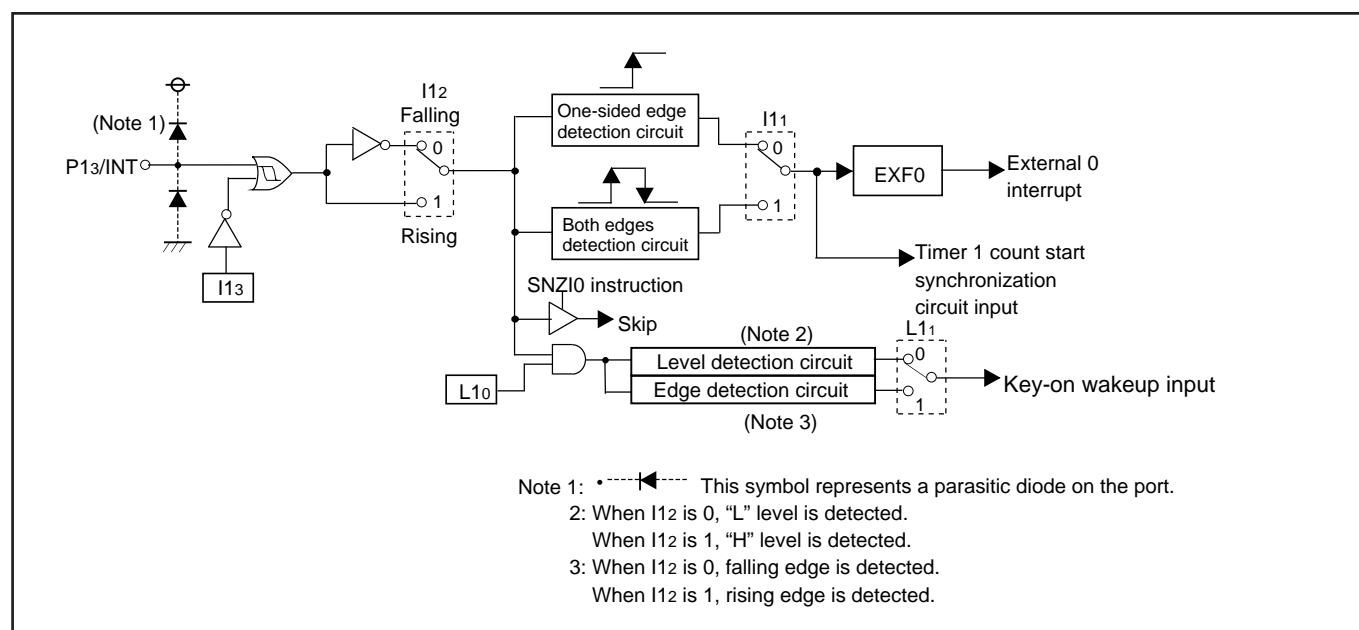 I12
Falling
(Note 1)
P13/INT
0
1
Rising
I13
One-sided edge
detection circuit
Both edges
detection circuit
I11
0
1
EXF0
External 0
interrupt
Timer 1 count start
synchronization
circuit input
SNZI0 instruction
Skip
L10
(Note 2)
Level detection circuit
Edge detection circuit
(Note 3)
L11
0
1
Key-on wakeup input
Note 1: This symbol represents a parasitic diode on the port.
2: When I12 is 0, “L” level is detected.
When I12 is 1, “H” level is detected.
3: When I12 is 0, falling edge is detected.
When I12 is 1, rising edge is detected.